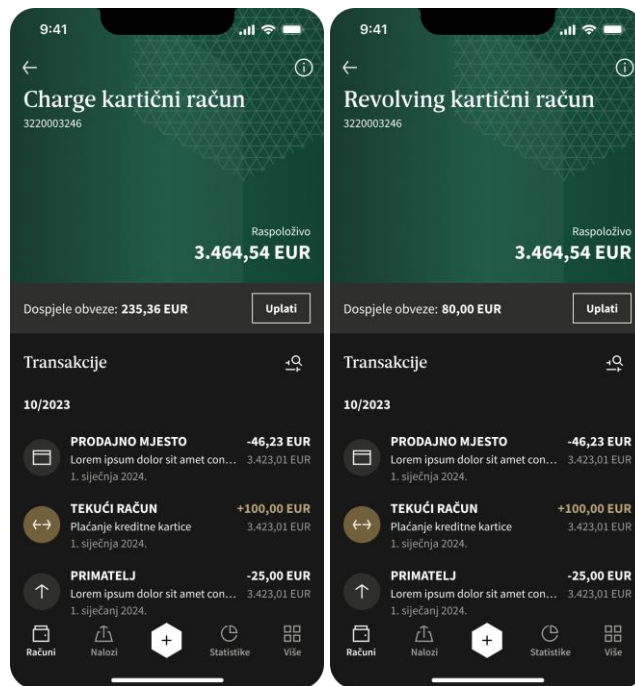 9:41
Charge kartični račun
3220003246
Raspoloživo
3.464,54 EUR
Dospjele obveze: 235,36 EUR
Uplati
Transakcije
10/2023
PRODAJNO MJESTO -46,23 EUR
Lorem ipsum dolor sit amet con... 3.423,01 EUR
1. siječnja 2024.
TEKUĆI RAČUN +100,00 EUR
Plaćanje kreditne kartice 3.423,01 EUR
1. siječnja 2024.
PRIMATELJ -25,00 EUR
Lorem ipsum dolor sit amet con... 3.423,01 EUR
1. siječanj 2024.
Računi Nalozi Statistike Više
9:41
Revolving kartični račun
3220003246
Raspoloživo
3.464,54 EUR
Dospjele obveze: 80,00 EUR
Uplati
Transakcije
10/2023
PRODAJNO MJESTO -46,23 EUR
Lorem ipsum dolor sit amet con... 3.423,01 EUR
1. siječnja 2024.
TEKUĆI RAČUN +100,00 EUR
Plaćanje kreditne kartice 3.423,01 EUR
1. siječnja 2024.
PRIMATELJ -25,00 EUR
Lorem ipsum dolor sit amet con... 3.423,01 EUR
1. siječanj 2024.
Računi Nalozi Statistike Više